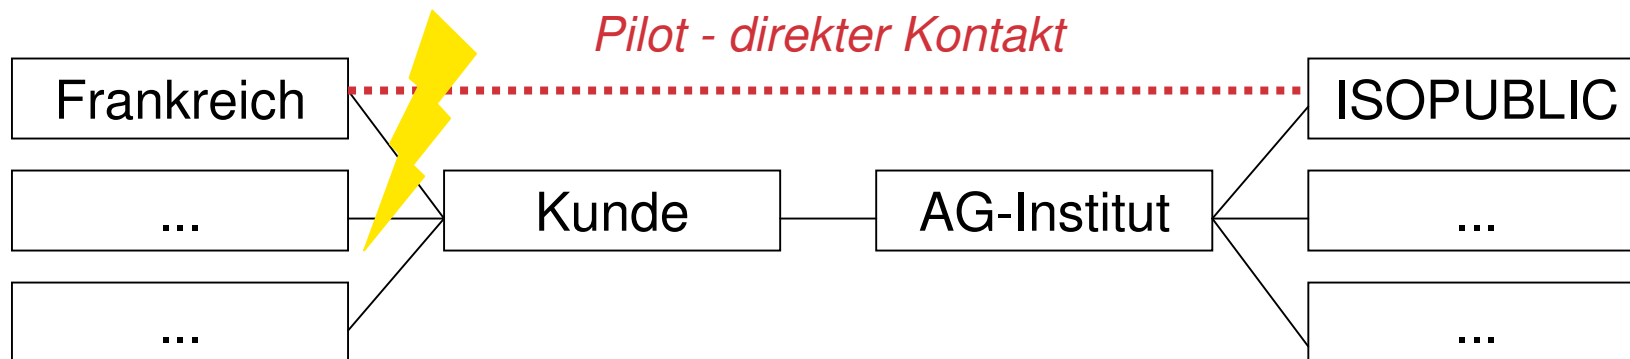 Pilot - direkter Kontakt
Frankreich
ISOPUBLIC
...
Kunde
AG-Institut
...
...
...